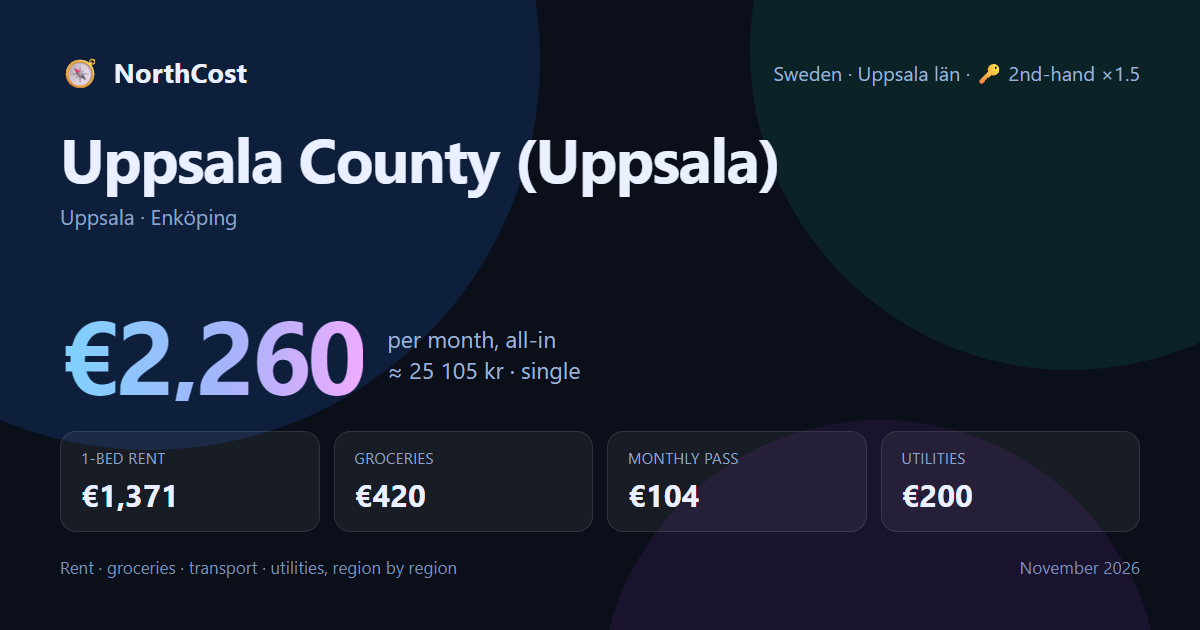 NorthCost
Sweden · Uppsala län · 🔑 2nd-hand ×1.5
Uppsala County (Uppsala)
Uppsala · Enköping
€2,260
per month, all-in
≈ 25 105 kr · single
1-BED RENT
€1,371
GROCERIES
€420
MONTHLY PASS
€104
UTILITIES
€200
Rent · groceries · transport · utilities, region by region
November 2026